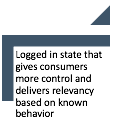 Logged in state that
gives consumers
more control and
delivers relevancy
based on known
behavior